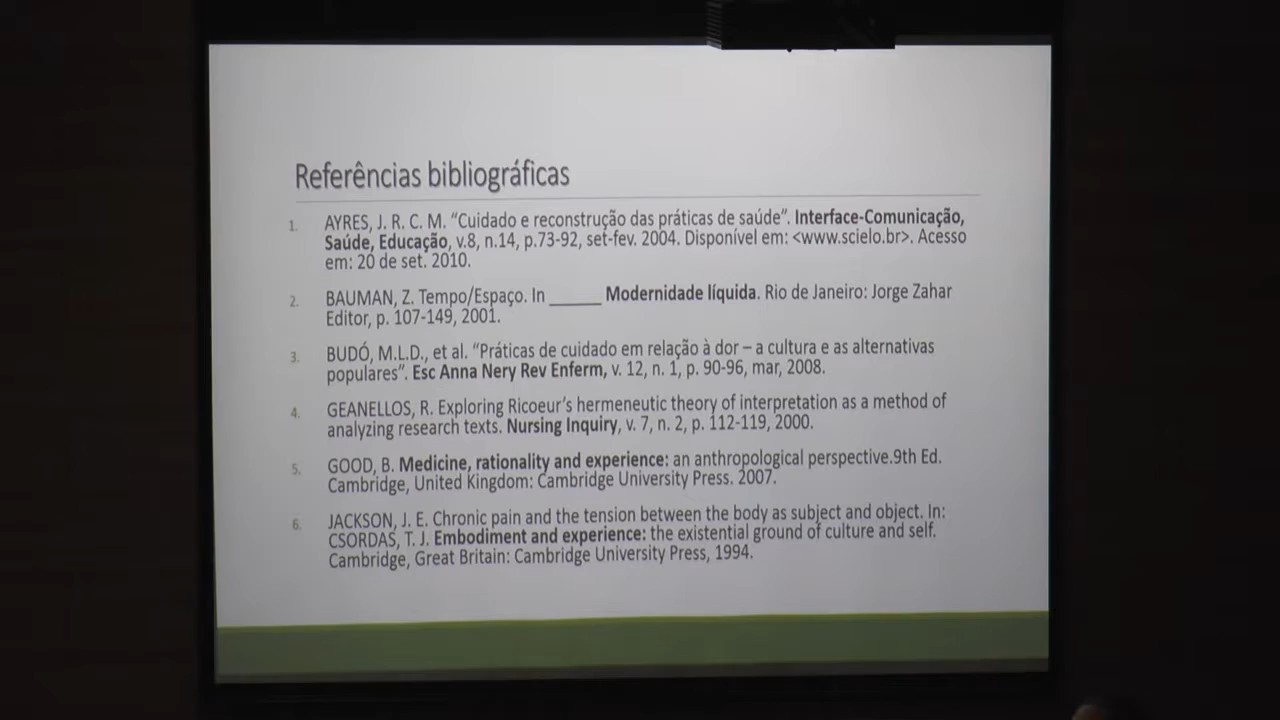 Referências bibliográficas
1. AYRES, J. R. C. M. “Cuidado e reconstrução das práticas de saúde”. Interface-Comunicação,
Saúde, Educação, v.8, n.14, p.73-92, set-fev. 2004. Disponível em: <www.scielo.br>. Acesso
em: 20 de set. 2010.
2. BAUMAN, Z. Tempo/Espaço. In ______ Modernidade líquida. Rio de Janeiro: Jorge Zahar
Editor, p. 107-149, 2001.
3. BUDÓ, M.L.D., et al. “Práticas de cuidado em relação à dor – a cultura e as alternativas
populares”. Esc Anna Nery Rev Enferm, v. 12, n. 1, p. 90-96, mar, 2008.
4. GEANELLOS, R. Exploring Ricoeur’s hermeneutic theory of interpretation as a method of
analyzing research texts. Nursing Inquiry, v. 7, n. 2, p. 112-119, 2000.
5. GOOD, B. Medicine, rationality and experience: an anthropological perspective.9th Ed.
Cambridge, United Kingdom: Cambridge University Press. 2007.
6. JACKSON, J. E. Chronic pain and the tension between the body as subject and object. In:
CSORDAS, T. J. Embodiment and experience: the existential ground of culture and self.
Cambridge, Great Britain: Cambridge University Press, 1994.